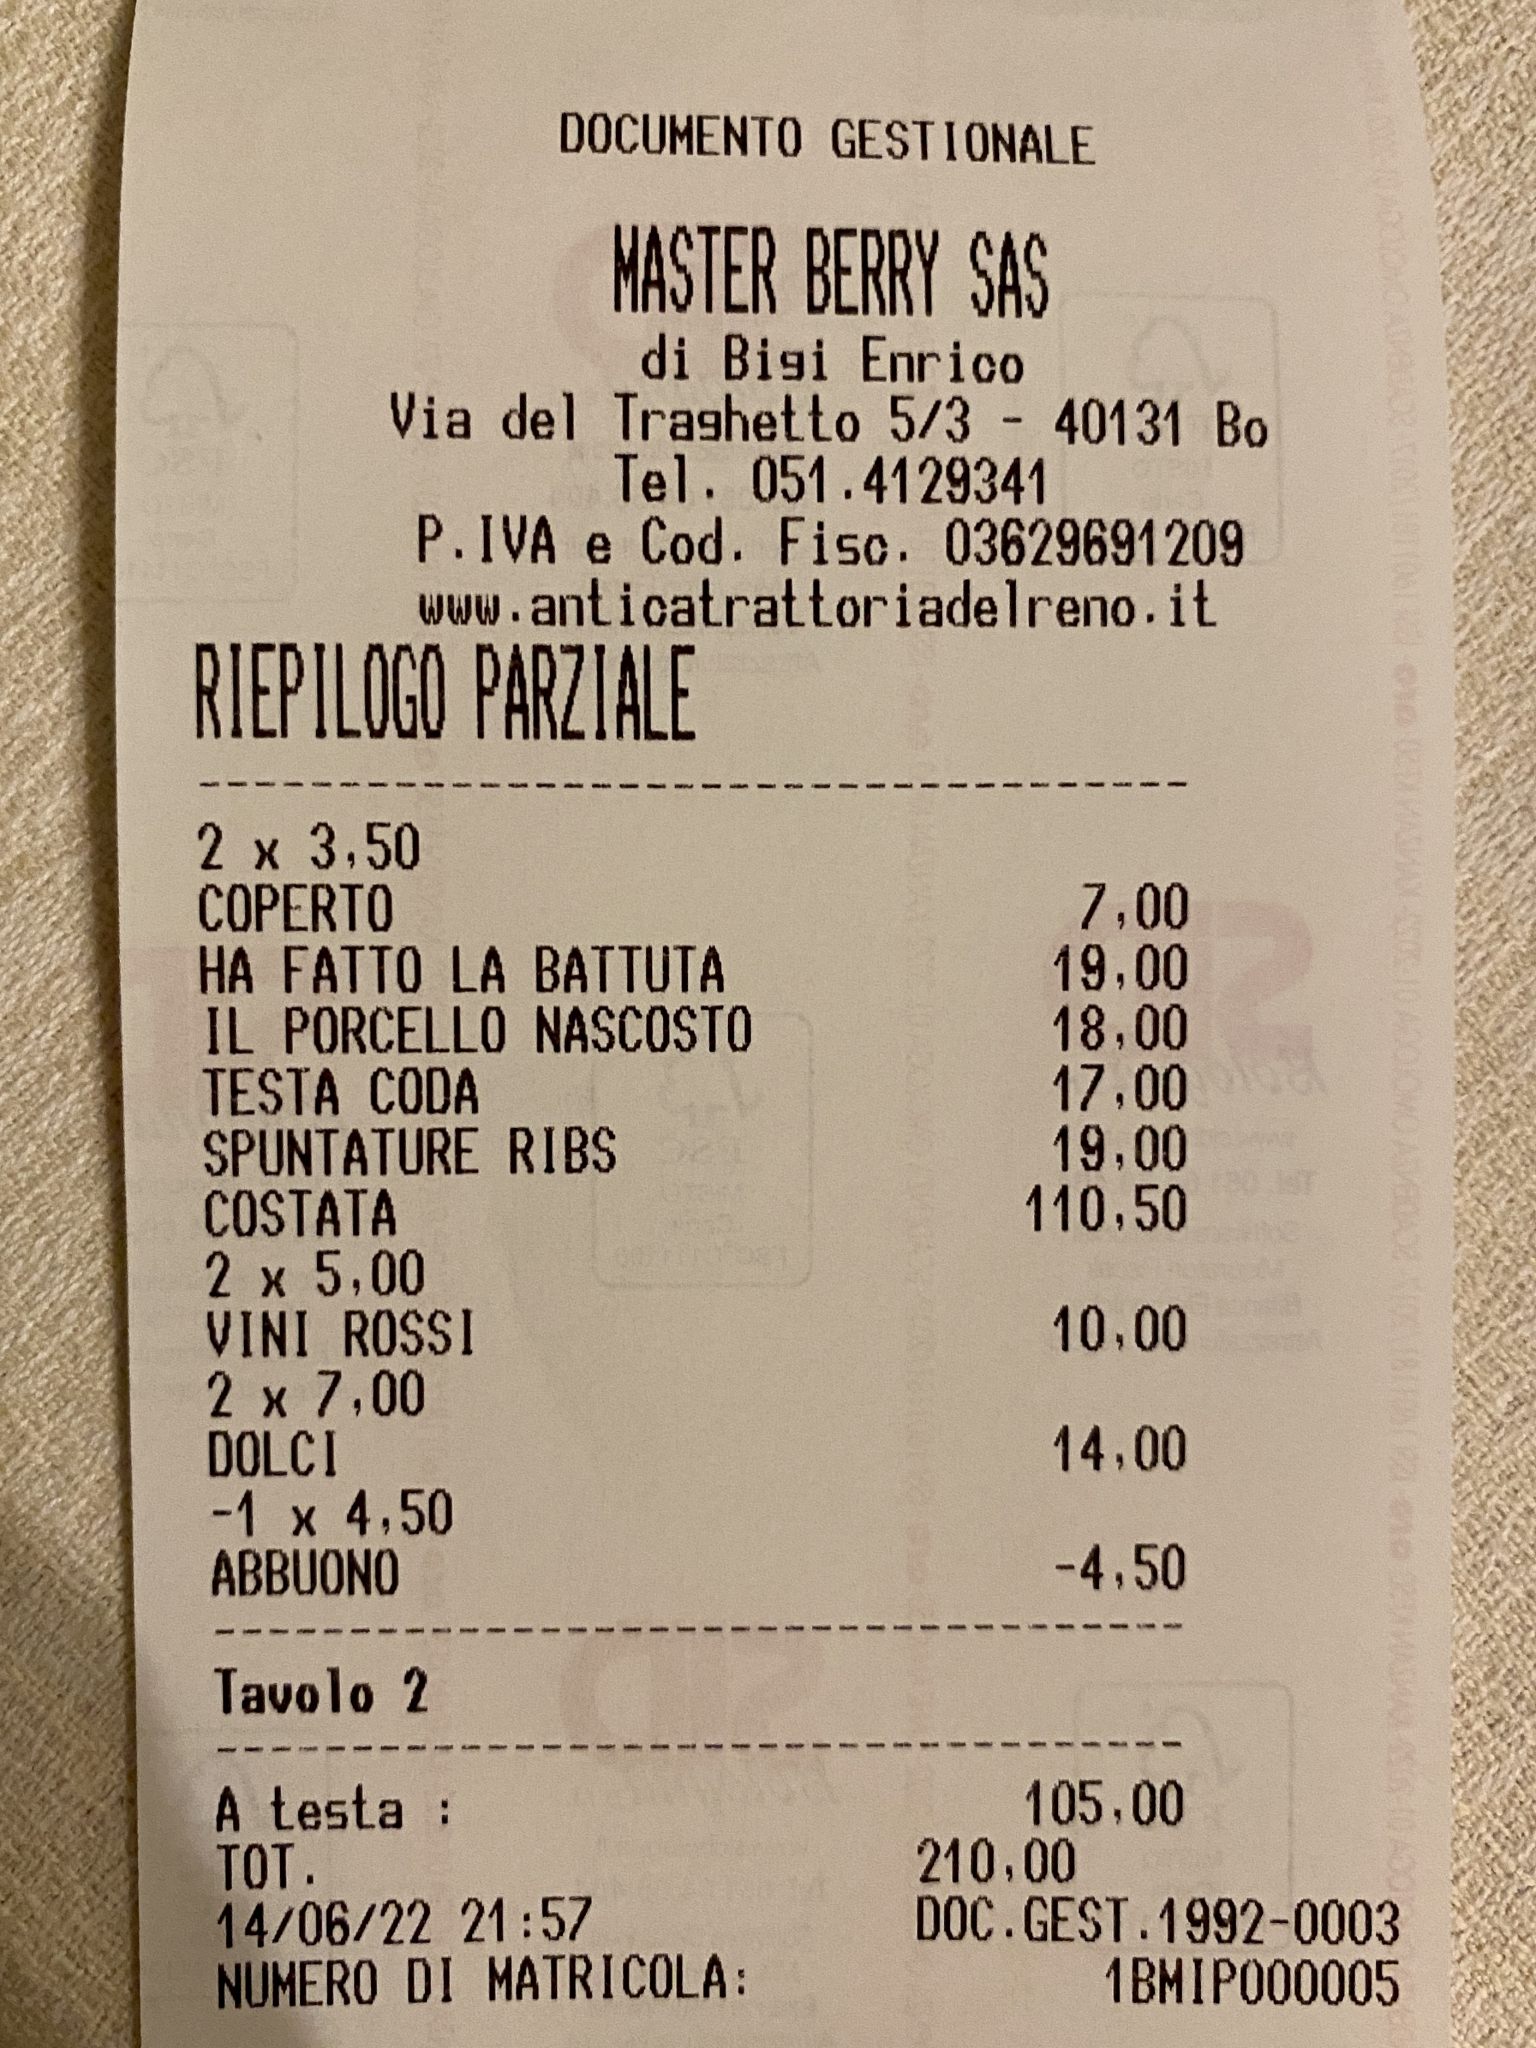 DOCUMENTO GESTIONALE
MASTER BERRY SAS
di Bigi Enrico
Via del Traghetto 5/3 - 40131 Bo
Tel. 051.4129341
P.IVA e Cod. Fisc. 03629691209
www.anticatrattoriadelreno.it
RIEPILOGO PARZIALE
2 x 3,50
COPERTO 7,00
HA FATTO LA BATTUTA 19,00
IL PORCELLO NASCOSTO 18,00
TESTA CODA 17,00
SPUNTATURE RIBS 19,00
COSTATA 110,50
2 x 5,00
VINI ROSSI 10,00
2 x 7,00
DOLCI 14,00
-1 x 4,50
ABBUONO -4,50
Tavolo 2
A testa : 105,00
TOT. 210,00
14/06/22 21:57 DOC.GEST.1992-0003
NUMERO DI MATRICOLA: 1BMIP000005